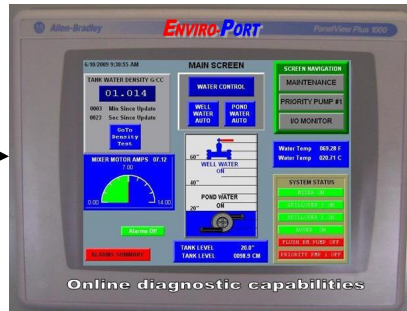 Allen-Bradley
ENVIRO-PORT
PanelView Plus 1000
6/18/2009 9:30:55 AM
MAIN SCREEN
SCREEN NAVIGATION
MAINTENANCE
PRIORITY PUMP #1
I/O MONITOR
TANK WATER DENSITY G/CC
01.014
0003 Min Since Update
0023 Sec Since Update
GoTo
Density
Test
WATER CONTROL
WELL
WATER
AUTO
POND
WATER
AUTO
MIXER MOTOR AMPS 07.12
7.00
0.00
14.00
60"
WELL WATER
ON
40"
POND WATER
ON
20"
Water Temp 069.28 F
Water Temp 020.71 C
SYSTEM STATUS
MIXER ON
FLUSH EM PUMP OFF
PRIORITY PMP 1 OFF
Alarms Off
ALARMS SUMMARY
TANK LEVEL 20.0"
TANK LEVEL 0050.9 CM
Online diagnostic capabilities